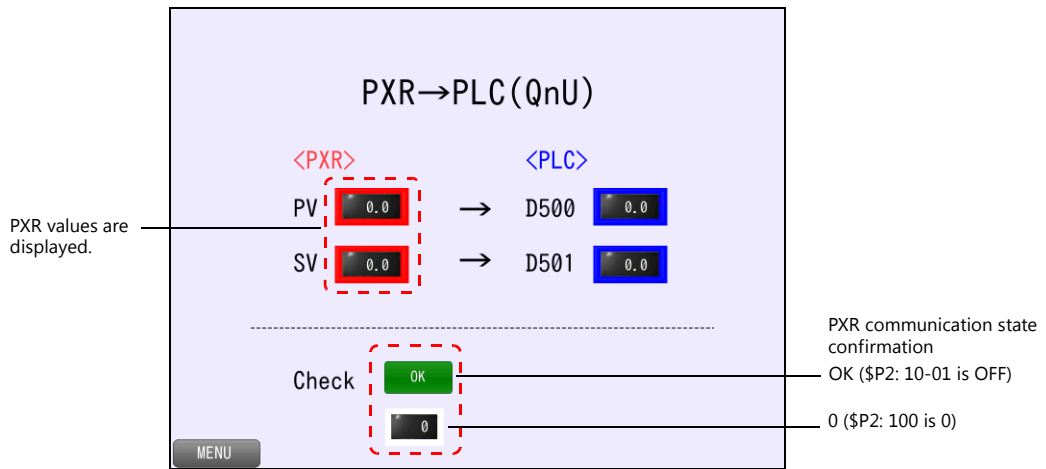 PXR→PLC(QnU)
<PXR>
<PLC>
PV 0.0 → D500 0.0
PXR values are
displayed.
SV 0.0 → D501 0.0
PXR communication state
confirmation
Check OK
OK ($P2: 10-01 is OFF)
0
0 ($P2: 100 is 0)
MENU